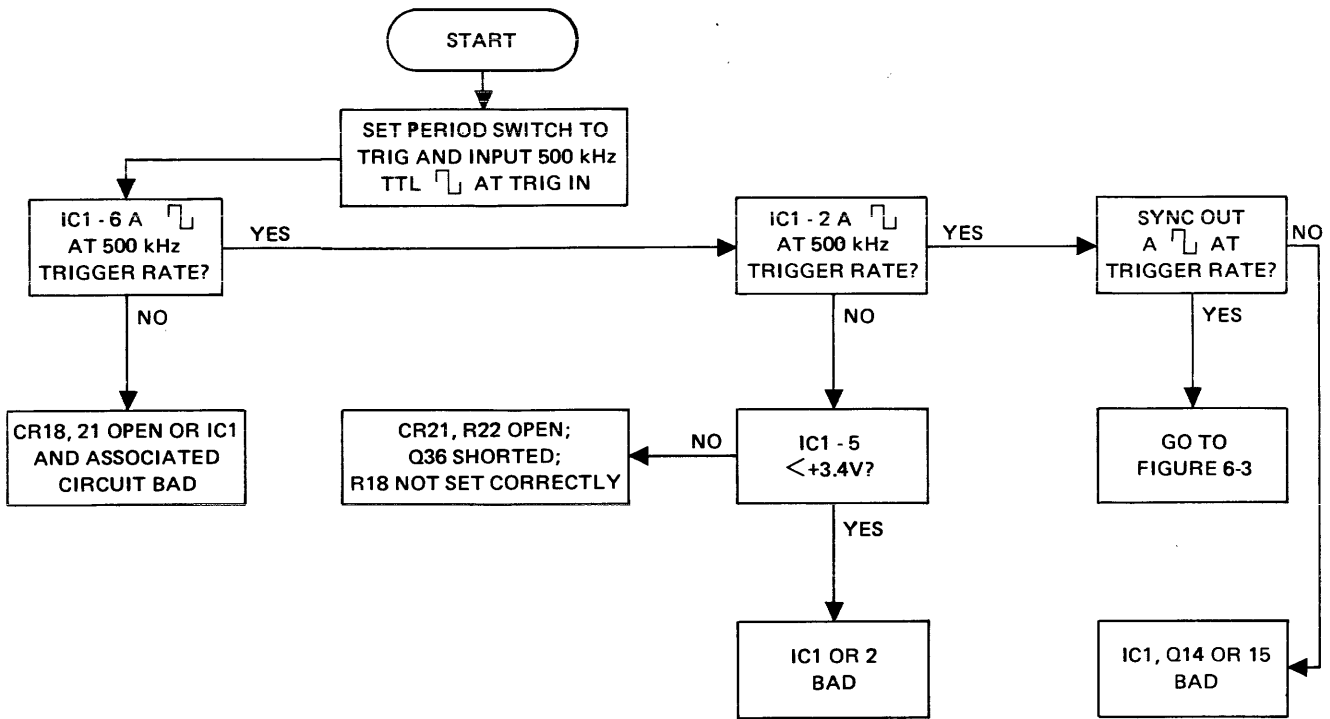 START
SET PERIOD SWITCH TO
TRIG AND INPUT 500 kHz
TTL AT TRIG IN
IC1 - 6 A
AT 500 kHz
TRIGGER RATE?
YES
NO
IC1 - 2 A
AT 500 kHz
TRIGGER RATE?
YES
NO
SYNC OUT
A AT
TRIGGER RATE?
NO
YES
CR18, 21 OPEN OR IC1
AND ASSOCIATED
CIRCUIT BAD
CR21, R22 OPEN;
Q36 SHORTED;
R18 NOT SET CORRECTLY
NO
IC1 - 5
<+3.4V?
YES
GO TO
FIGURE 6-3
IC1 OR 2
BAD
IC1, Q14 OR 15
BAD